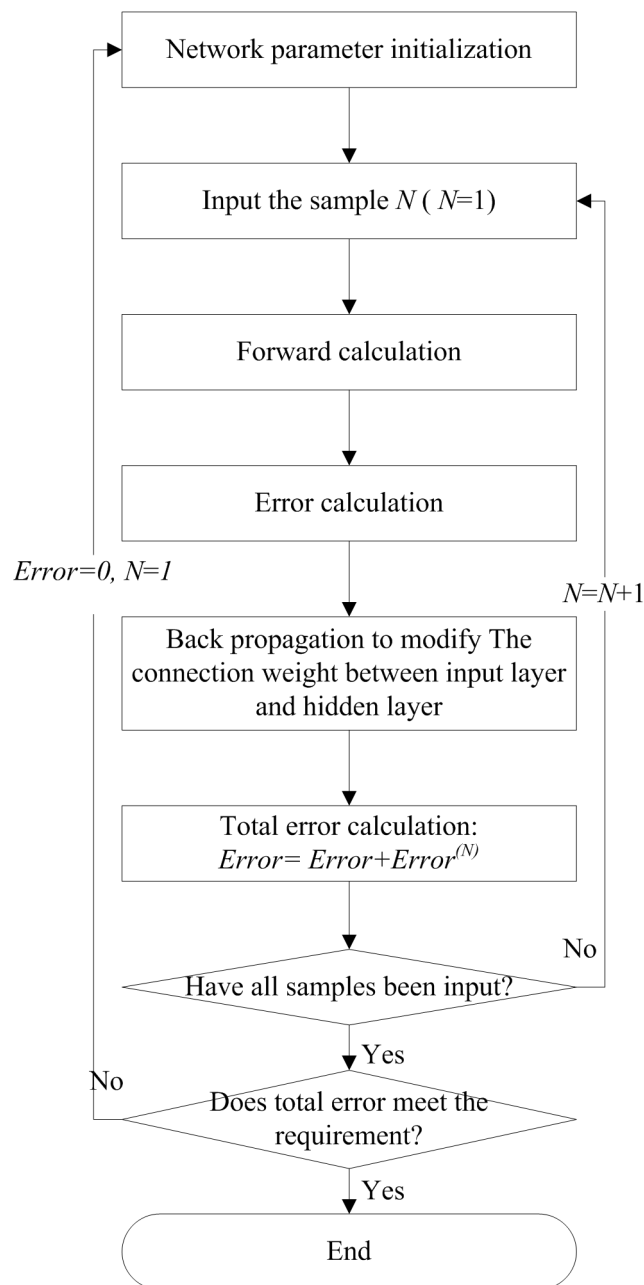 Network parameter initialization
Input the sample N ( N=1)
Forward calculation
Error calculation
Error=0, N=1
N=N+1
Back propagation to modify The
connection weight between input layer
and hidden layer
Total error calculation:
Error= Error+Error^(N)
No
Have all samples been input?
Yes
No
Does total error meet the
requirement?
Yes
End